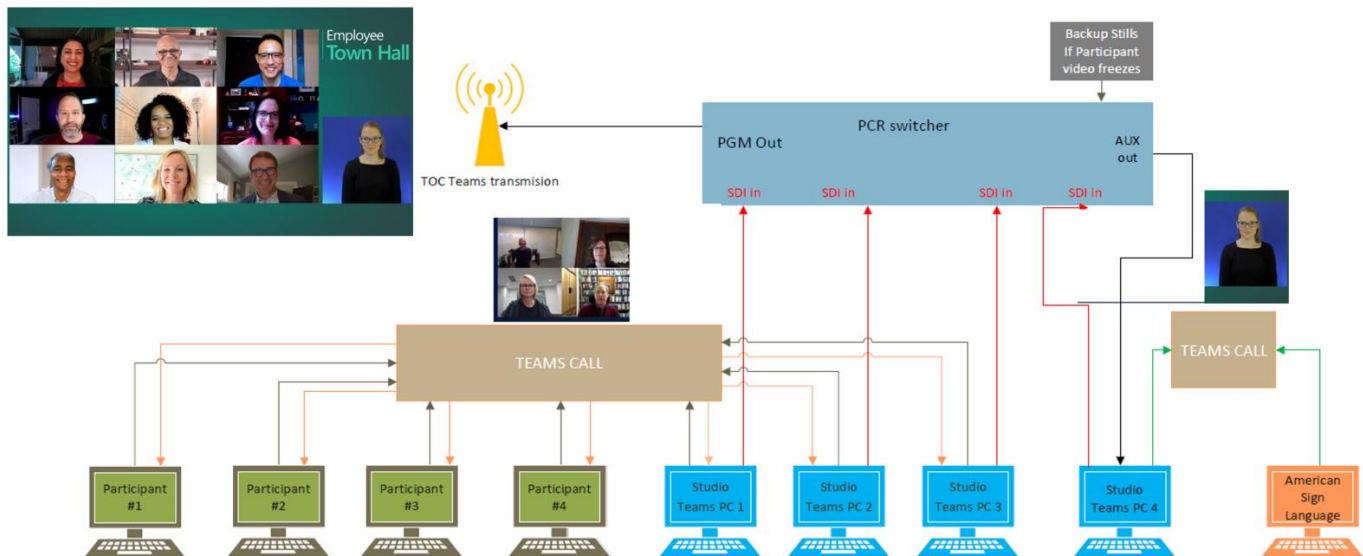 Employee
Town Hall
Backup Stills
If Participant
video freezes
PCR switcher
PGM Out
AUX
out
TOC Teams transmision
SDI in
SDI in
SDI in
SDI in
TEAMS CALL
TEAMS CALL
Participant
#1
Participant
#2
Participant
#3
Participant
#4
Studio
Teams PC 1
Studio
Teams PC 2
Studio
Teams PC 3
Studio
Teams PC 4
American
Sign
Language